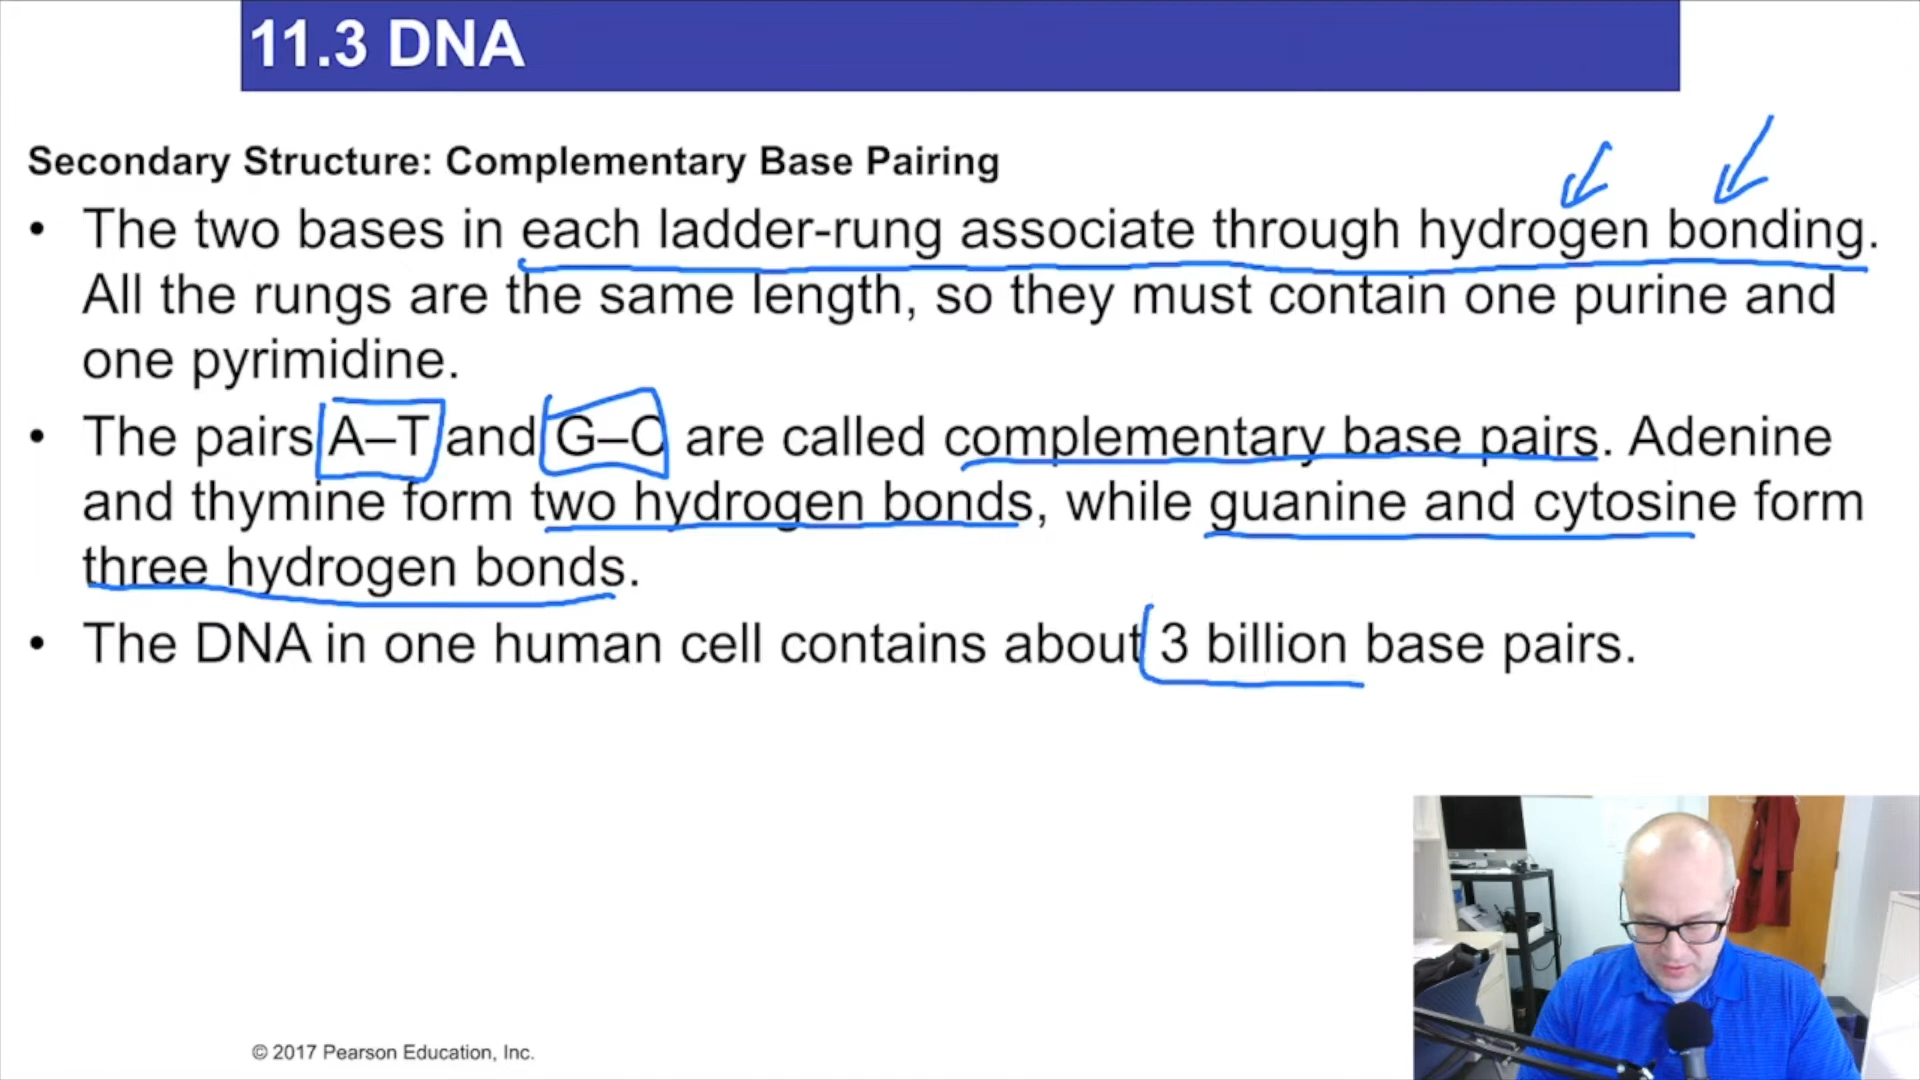 11.3 DNA
Secondary Structure: Complementary Base Pairing
• The two bases in each ladder-rung associate through hydrogen bonding.
All the rungs are the same length, so they must contain one purine and
one pyrimidine.
• The pairs A–T and G–C are called complementary base pairs. Adenine
and thymine form two hydrogen bonds, while guanine and cytosine form
three hydrogen bonds.
• The DNA in one human cell contains about 3 billion base pairs.
© 2017 Pearson Education, Inc.